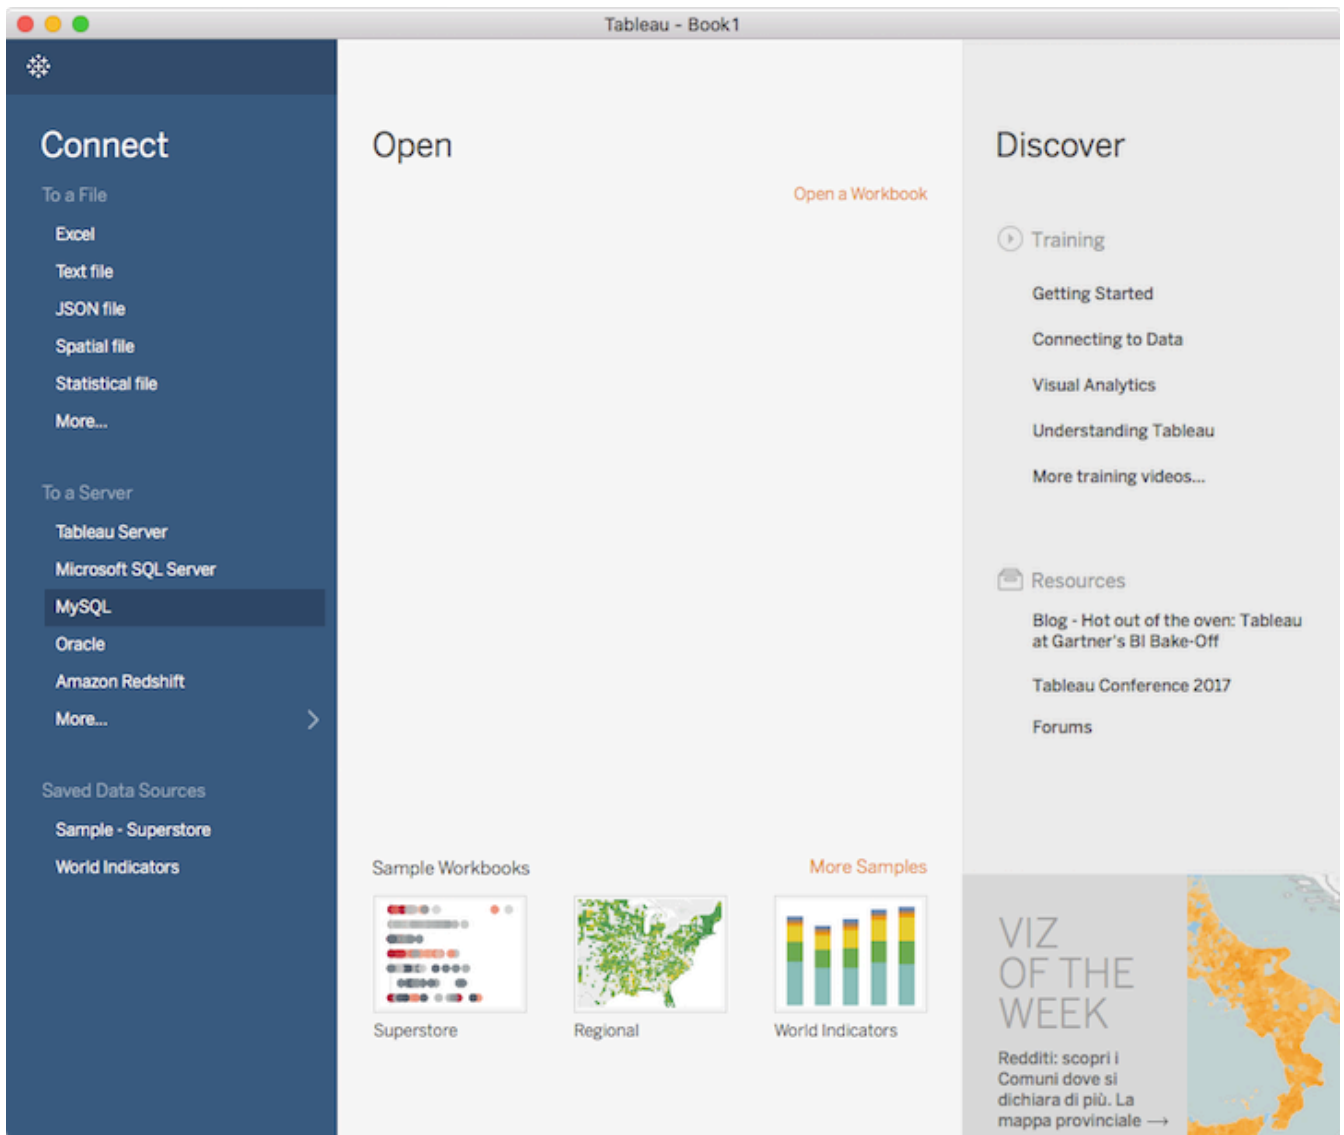 Tableau - Book1
Connect
To a File
Excel
Text file
JSON file
Spatial file
Statistical file
More...
To a Server
Tableau Server
Microsoft SQL Server
MySQL
Oracle
Amazon Redshift
More...
Saved Data Sources
Sample - Superstore
World Indicators
Open
Open a Workbook
Sample Workbooks
More Samples
Superstore
Regional
World Indicators
Discover
Training
Getting Started
Connecting to Data
Visual Analytics
Understanding Tableau
More training videos...
Resources
Blog - Hot out of the oven: Tableau
at Gartner's BI Bake-Off
Tableau Conference 2017
Forums
VIZ
OF THE
WEEK
Redditi: scopri i
Comuni dove si
dichiara di più. La
mappa provinciale →